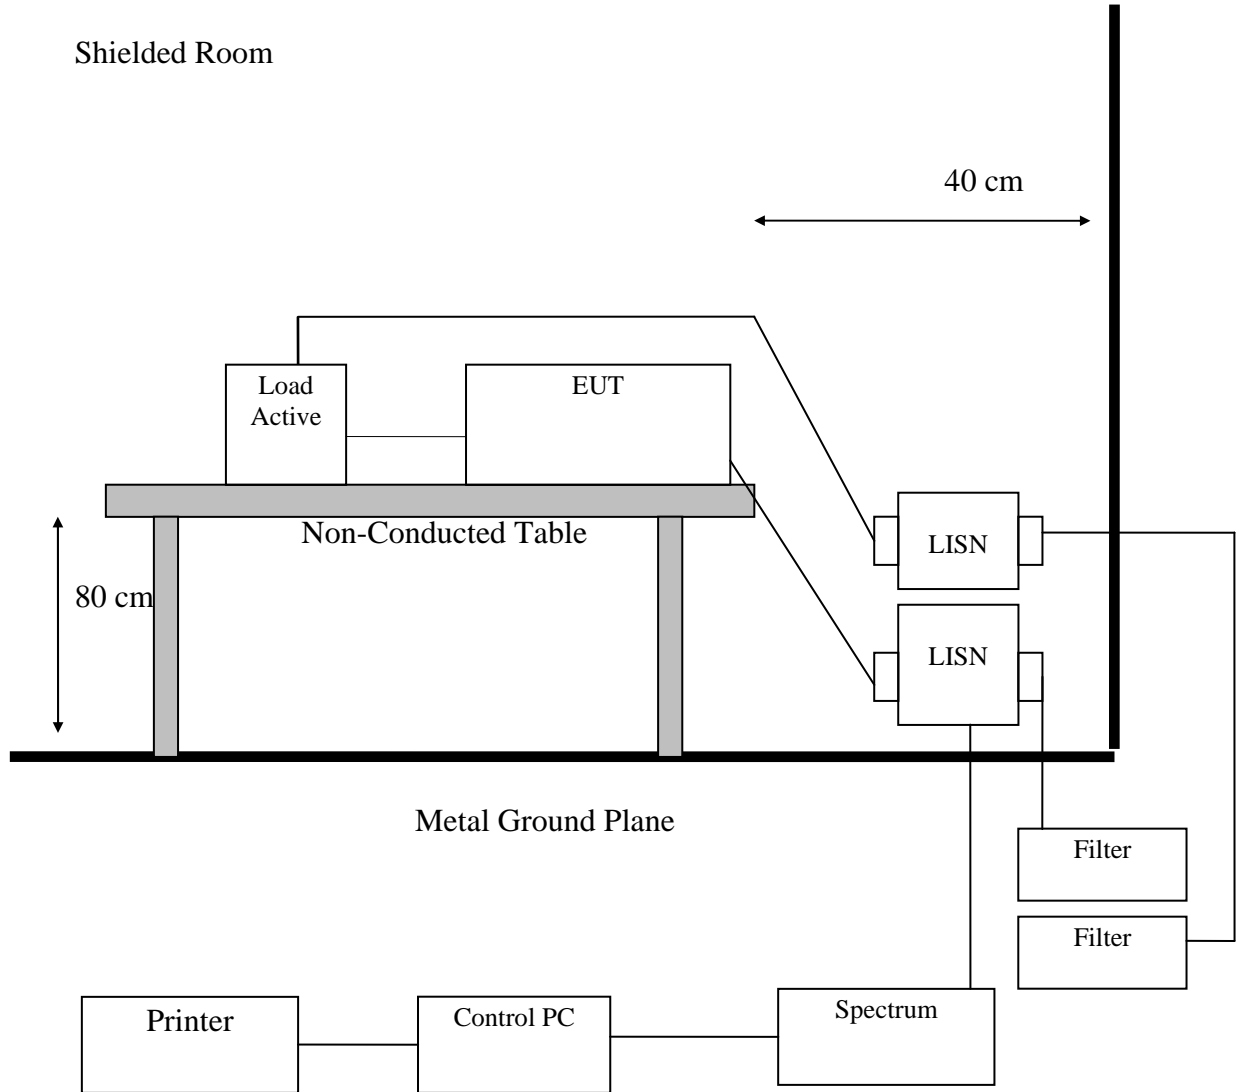 Shielded Room
40 cm
Load
Active
EUT
Non-Conducted Table
LISN
80 cm
LISN
Metal Ground Plane
Filter
Filter
Printer
Control PC
Spectrum